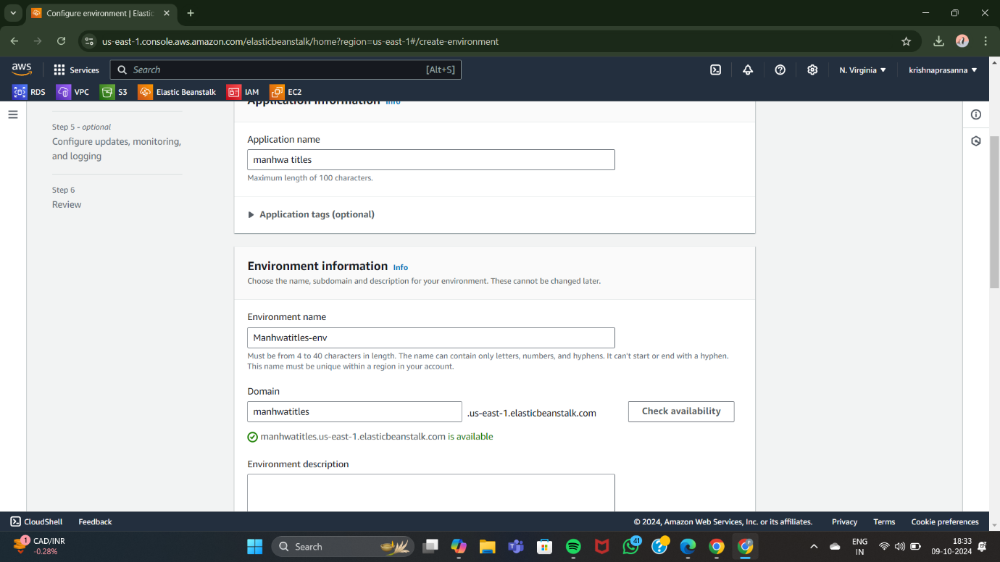 Configure environment | Elastic
us-east-1.console.aws.amazon.com/elasticbeanstalk/home?region=us-east-1#/create-environment
aws
Services
Search
[Alt+S]
N. Virginia
krishnaprasanna
RDS
VPC
S3
Elastic Beanstalk
IAM
EC2
Step 5 - optional
Configure updates, monitoring,
and logging
Step 6
Review
Application information Info
Application name
manhwa titles
Maximum length of 100 characters.
Application tags (optional)
Environment information Info
Choose the name, subdomain and description for your environment. These cannot be changed later.
Environment name
Manhwatitles-env
Must be from 4 to 40 characters in length. The name can contain only letters, numbers, and hyphens. It can't start or end with a hyphen.
This name must be unique within a region in your account.
Domain
manhwatitles
.us-east-1.elasticbeanstalk.com
Check availability
manhwatitles.us-east-1.elasticbeanstalk.com is available
Environment description
CloudShell
Feedback
© 2024, Amazon Web Services, Inc. or its affiliates.
Privacy
Terms
Cookie preferences
1
CAD/INR
-0.28%
Search
41
ENG
IN
18:33
09-10-2024